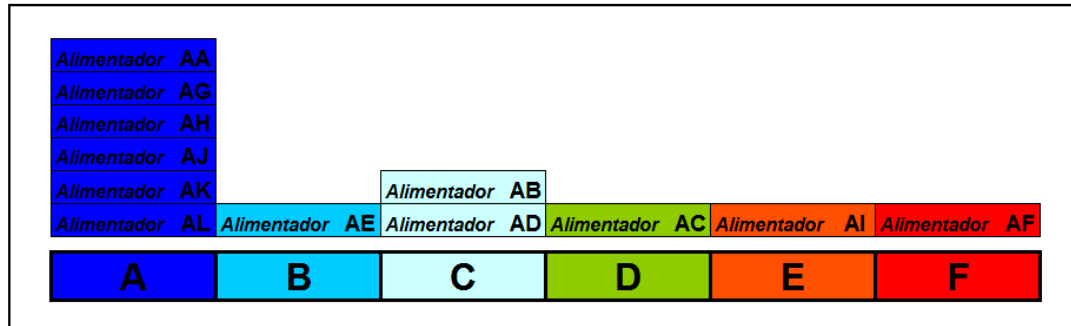 Alimentador AA
Alimentador AG
Alimentador AH
Alimentador AJ
Alimentador AK Alimentador AB
Alimentador AL Alimentador AE Alimentador AD Alimentador AC Alimentador AI Alimentador AF
A B C D E F